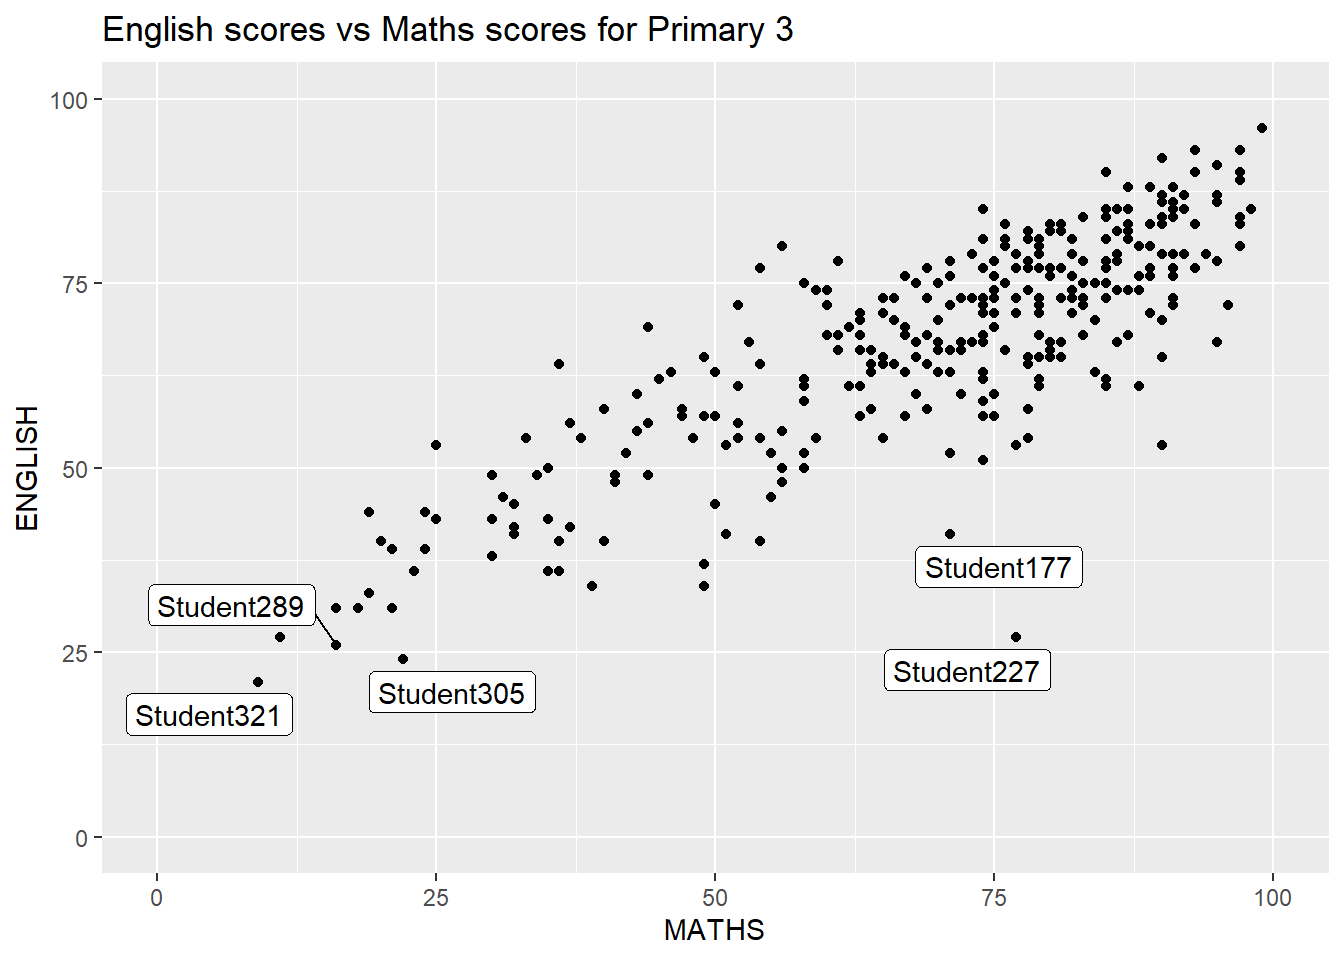 English scores vs Maths scores for Primary 3
100
75
50
25
0
ENGLISH
Student177
Student289
Student227
Student305
Student321
0 25 50 75 100
MATHS